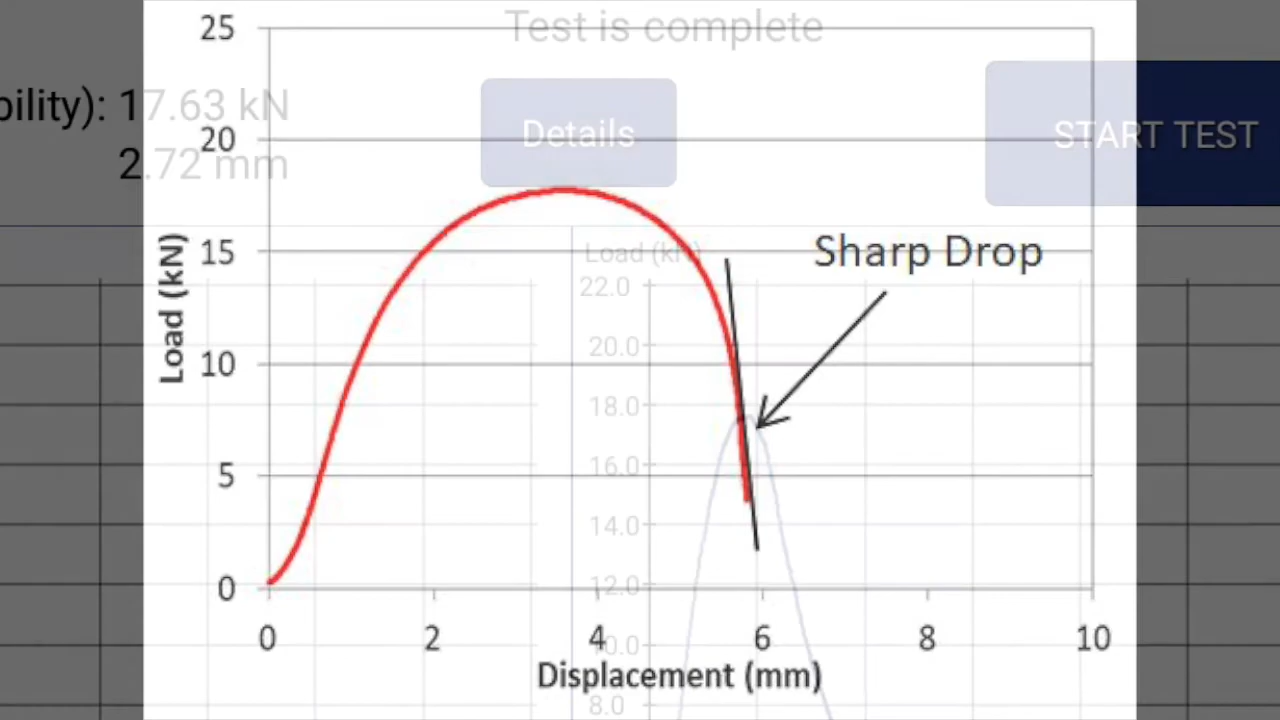 Test is complete
bility): 17.63 kN
2.72 mm
Details
START TEST
25
20
15
10
5
0
Load (kN)
Sharp Drop
0 2 4 6 8 10
Displacement (mm)
Load (kN)
22.0
20.0
18.0
16.0
14.0
12.0
10.0
8.0